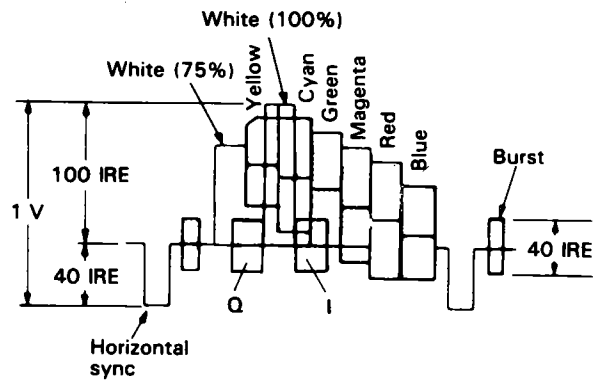 White (100%)
White (75%)
Yellow
Cyan
Green
Magenta
Red
Blue
Burst
100 IRE
1 V
40 IRE
40 IRE
Q
I
Horizontal
sync